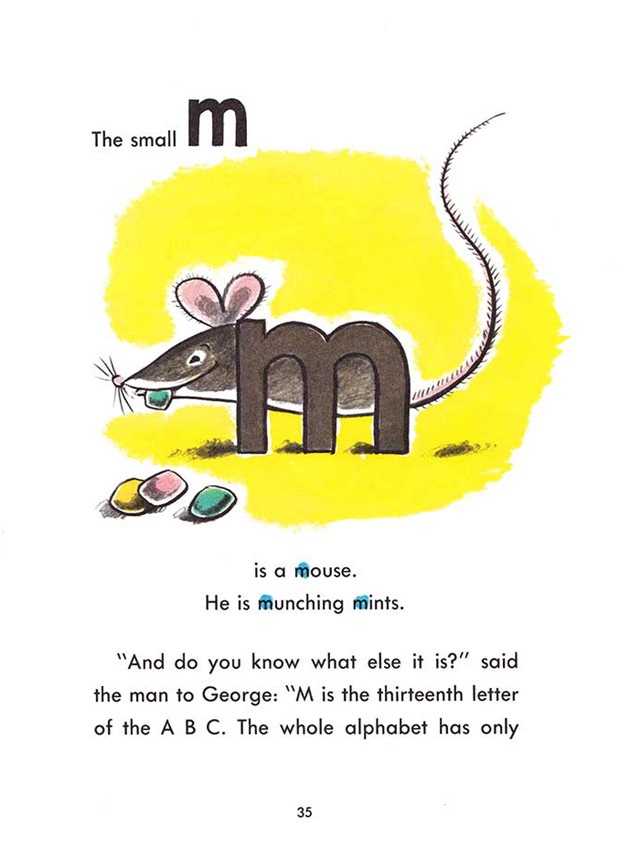 The small m
m
is a mouse.
He is munching mints.
"And do you know what else it is?" said
the man to George: "M is the thirteenth letter
of the A B C. The whole alphabet has only
35